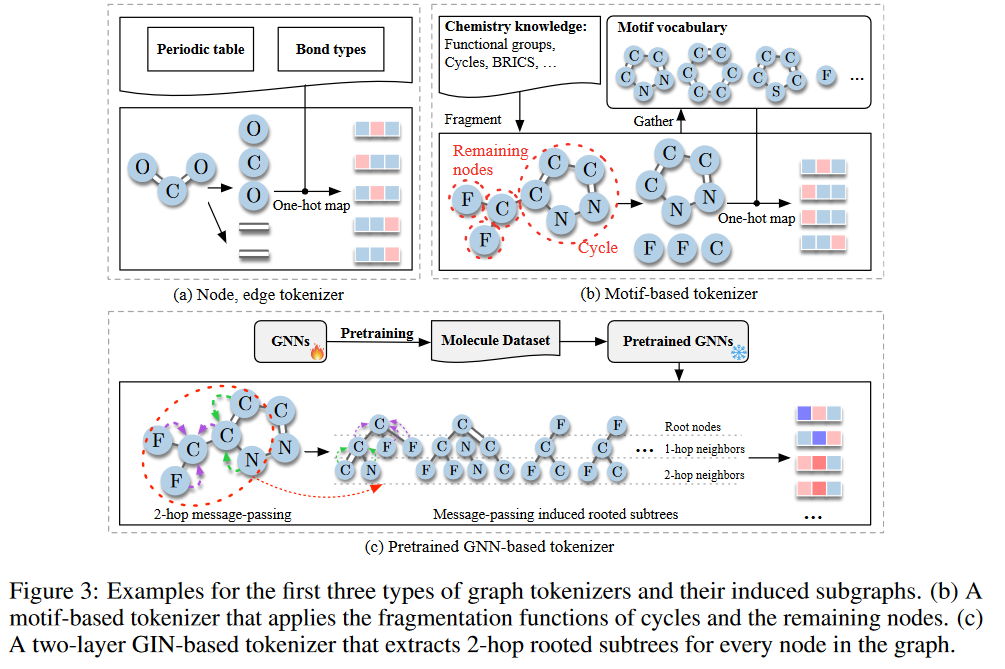 Periodic table
Bond types
O
O
C
O
C
O
One-hot map
(a) Node, edge tokenizer
Chemistry knowledge:
Functional groups,
Cycles, BRICS, …
Fragment
Motif vocabulary
C C
C N
N
C C
C C
C C
C C
C C
S
F
...
Gather
Remaining
nodes
F
C
F
C
C
C
N
N
Cycle
C
C
C
N
N
F F C
One-hot map
(b) Motif-based tokenizer
GNNs
Pretraining
Molecule Dataset
Pretrained GNNs
F
C
F
C
C
C
N
N
2-hop message-passing
C
C F F
C N
C
C N C
F F N C
F
C
F C
F
C
F C
...
Root nodes
1-hop neighbors
2-hop neighbors
Message-passing induced rooted subtrees
...
(c) Pretrained GNN-based tokenizer
Figure 3: Examples for the first three types of graph tokenizers and their induced subgraphs. (b) A
motif-based tokenizer that applies the fragmentation functions of cycles and the remaining nodes. (c)
A two-layer GIN-based tokenizer that extracts 2-hop rooted subtrees for every node in the graph.